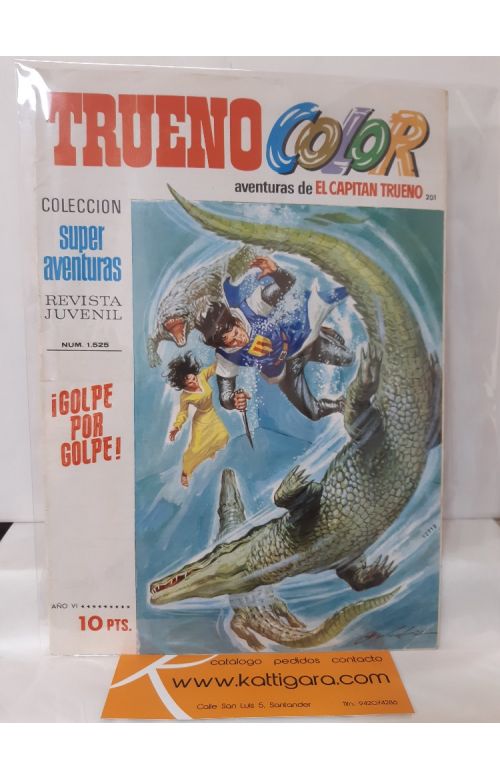 TRUENO COLOR
aventuras de EL CAPITAN TRUENO 201
COLECCION
super
aventuras
REVISTA
JUVENIL
NUM. 1.525
¡GOLPE
POR
GOLPE!
AÑO VI
10 PTS.
catálogo pedidos contacto
www.kattigara.com
Calle San Luis 5, Santander